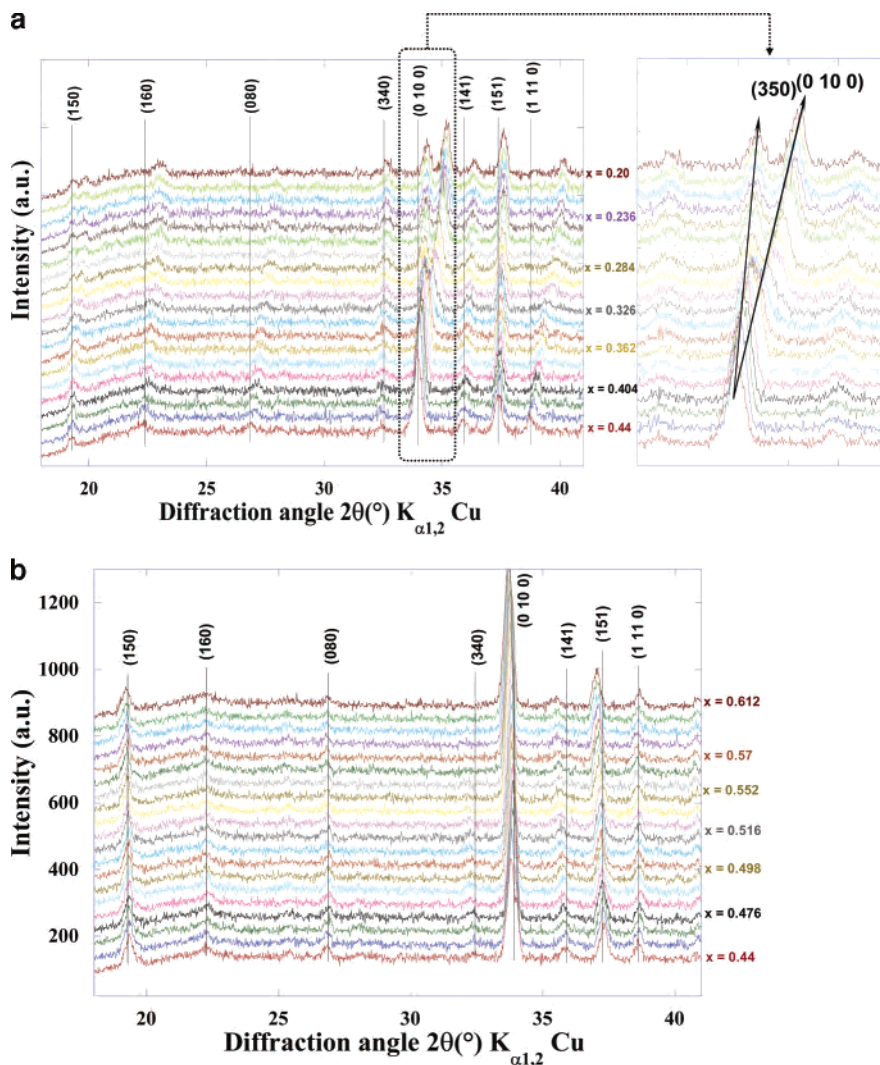 a
(150)
(160)
(080)
(340)
(0 10 0)
(141)
(151)
(1 11 0)
(350)
(0 10 0)
Intensity (a.u.)
x = 0.20
x = 0.236
x = 0.284
x = 0.326
x = 0.362
x = 0.404
x = 0.44
20 25 30 35 40
Diffraction angle 2θ(°) Kα1,2 Cu
b
(150)
(160)
(080)
(340)
(0 10 0)
(141)
(151)
(1 11 0)
Intensity (a.u.)
1200
1000
800
600
400
200
x = 0.612
x = 0.57
x = 0.552
x = 0.516
x = 0.498
x = 0.476
x = 0.44
20 25 30 35 40
Diffraction angle 2θ(°) Kα1,2 Cu